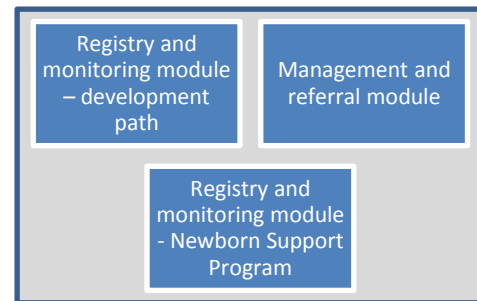 Registry and
monitoring module
– development
path
Management and
referral module
Registry and
monitoring module
- Newborn Support
Program